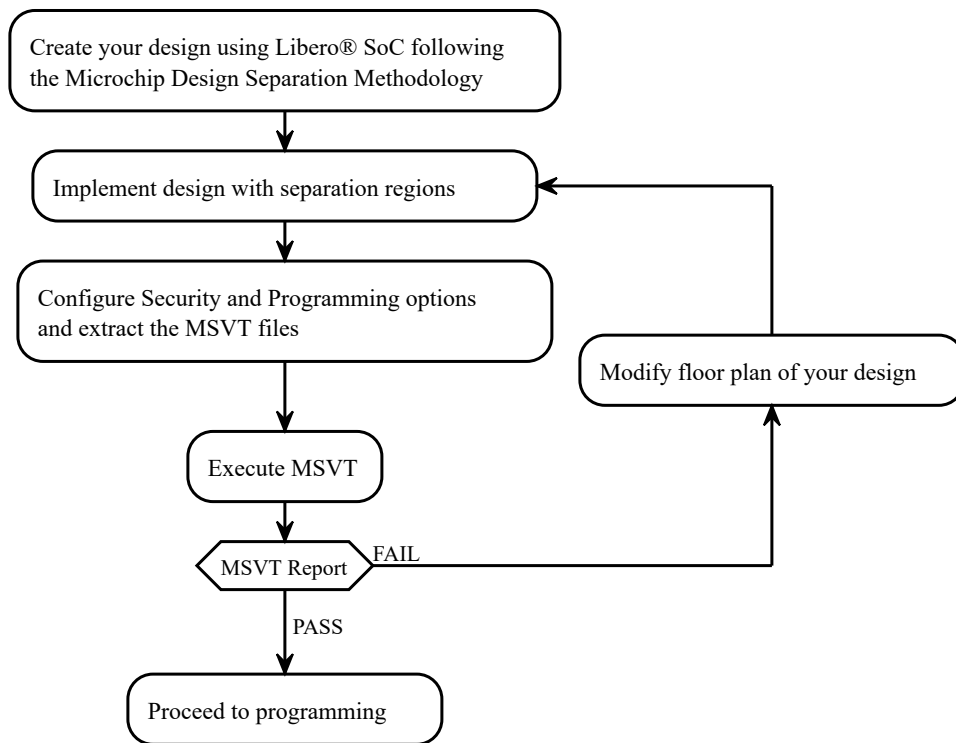 Create your design using Libero® SoC following
the Microchip Design Separation Methodology
Implement design with separation regions
Configure Security and Programming options
and extract the MSVT files
Modify floor plan of your design
Execute MSVT
MSVT Report
FAIL
PASS
Proceed to programming